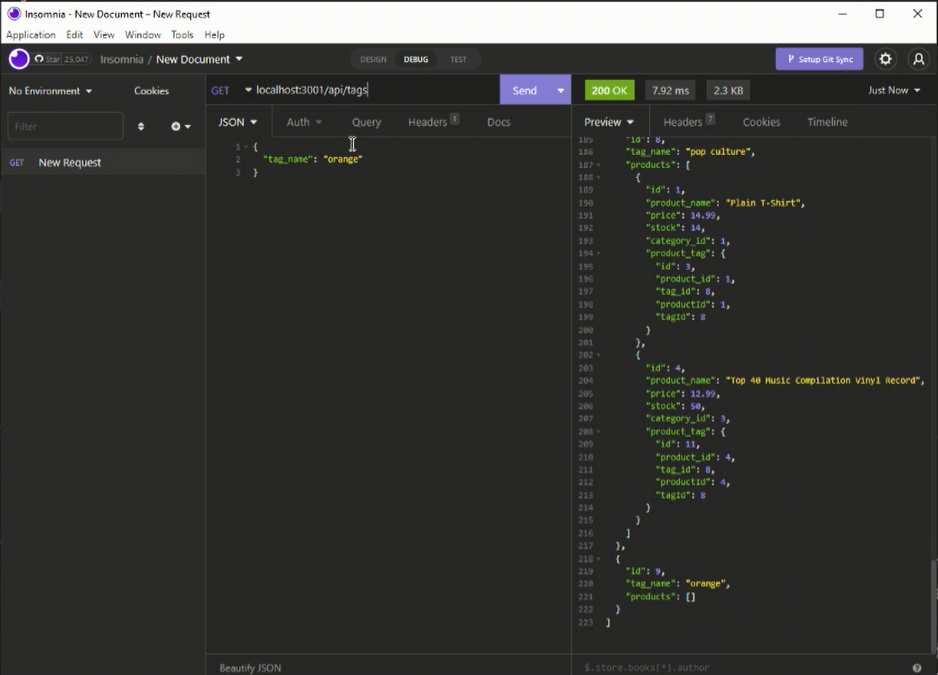 Insomnia - New Document – New Request
Application Edit View Window Tools Help
Star 25,047 Insomnia / New Document DESIGN DEBUG TEST Setup Git Sync
No Environment Cookies
GET localhost:3001/api/tags Send
200 OK 7.92 ms 2.3 KB Just Now
Filter
GET New Request
JSON Auth Query Headers 1 Docs
1 {
2 "tag_name": "orange"
3 }
Beautify JSON
Preview Headers 7 Cookies Timeline
185 "id": 8,
186 "tag_name": "pop culture",
187 "products": [
188 {
189 "id": 1,
190 "product_name": "Plain T-Shirt",
191 "price": 14.99,
192 "stock": 14,
193 "category_id": 1,
194 "product_tag": {
195 "id": 3,
196 "product_id": 1,
197 "tag_id": 8,
198 "productId": 1,
199 "tagId": 8
200 }
201 },
202 {
203 "id": 4,
204 "product_name": "Top 40 Music Compilation Vinyl Record",
205 "price": 12.99,
206 "stock": 50,
207 "category_id": 3,
208 "product_tag": {
209 "id": 11,
210 "product_id": 4,
211 "tag_id": 8,
212 "productId": 4,
213 "tagId": 8
214 }
215 }
216 ]
217 },
218 {
219 "id": 9,
220 "tag_name": "orange",
221 "products": []
222 }
223 ]
$.store.books[*].author